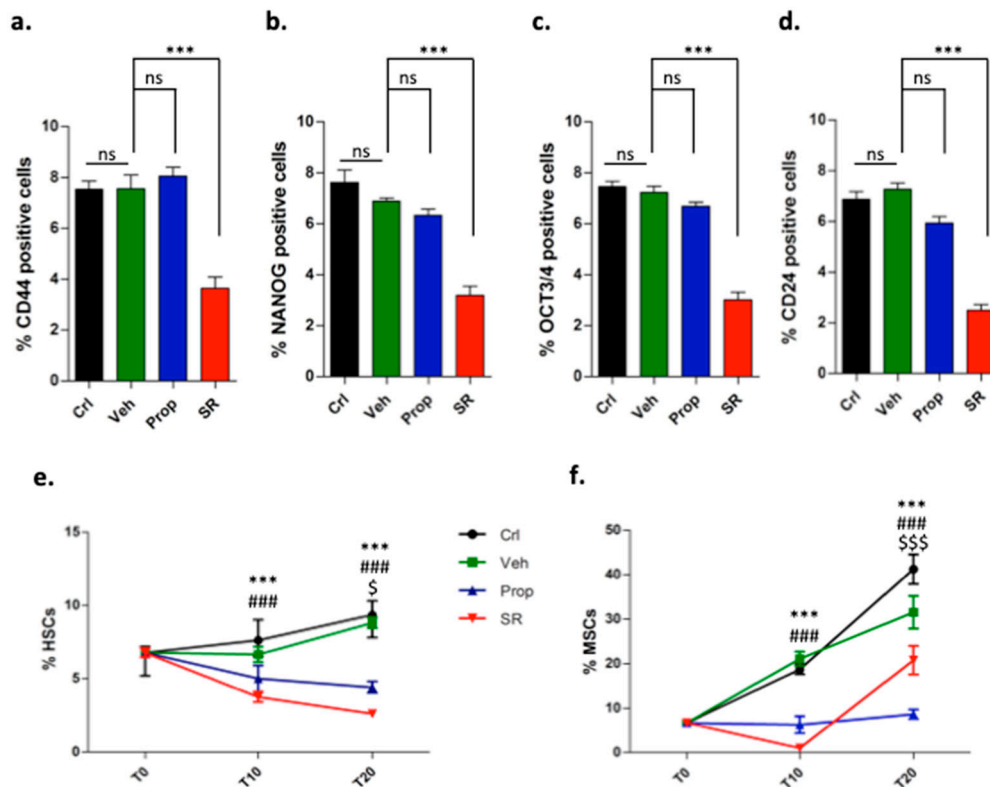 a.
***
ns
ns
% CD44 positive cells
10
8
6
4
2
0
Crl
Veh
Prop
SR
b.
***
ns
ns
% NANOG positive cells
10
8
6
4
2
0
Crl
Veh
Prop
SR
c.
***
ns
ns
% OCT3/4 positive cells
10
8
6
4
2
0
Crl
Veh
Prop
SR
d.
***
ns
ns
% CD24 positive cells
10
8
6
4
2
0
Crl
Veh
Prop
SR
e.
% HSCs
15
10
5
0
***
###
***
###
$
T0
T10
T20
Crl
Veh
Prop
SR
f.
% MSCs
50
40
30
20
10
0
***
###
***
###
$$$
T0
T10
T20